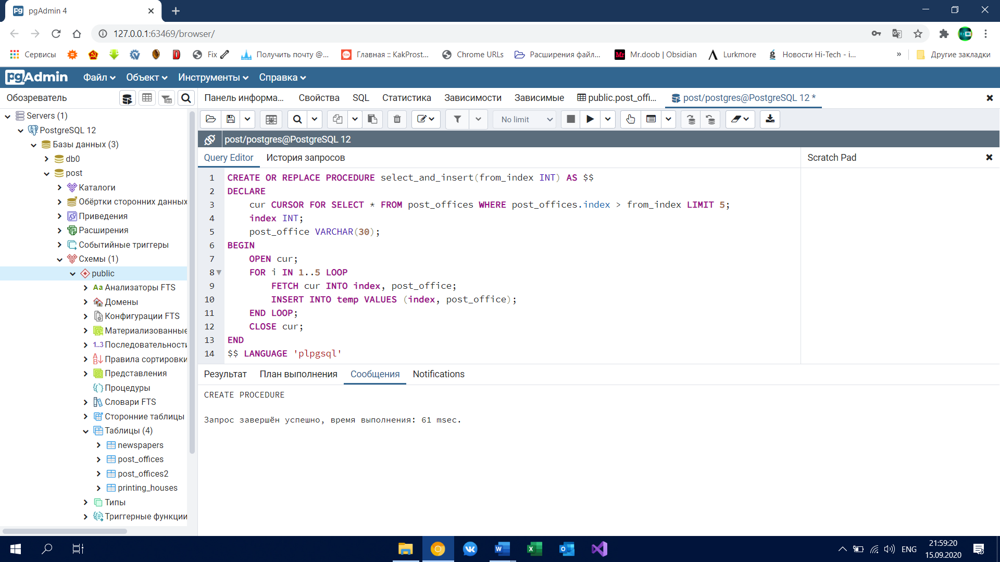 pgAdmin 4
127.0.0.1:63469/browser/
Сервисы
Fix
Получить почту @...
Главная :: KakProst...
Chrome URLs
Расширения файл...
Mr.doob | Obsidian
Lurkmore
Новости Hi-Tech - i...
»
Другие закладки
pgAdmin
Файл
Объект
Инструменты
Справка
Обозреватель
Панель информа...
Свойства
SQL
Статистика
Зависимости
Зависимые
public.post_offi...
post/postgres@PostgreSQL 12 *
No limit
post/postgres@PostgreSQL 12
Query Editor
История запросов
Scratch Pad
Servers (1)
PostgreSQL 12
Базы данных (3)
db0
post
Каталоги
Обёртки сторонних данных
Приведения
Расширения
Событийные триггеры
Схемы (1)
public
Анализаторы FTS
Домены
Конфигурации FTS
Материализованные
Последовательности
Правила сортировки
Представления
Процедуры
Словари FTS
Сторонние таблицы
Таблицы (4)
newspapers
post_offices
post_offices2
printing_houses
Типы
Триггерные функции
1 CREATE OR REPLACE PROCEDURE select_and_insert(from_index INT) AS $$
2 DECLARE
3 cur CURSOR FOR SELECT * FROM post_offices WHERE post_offices.index > from_index LIMIT 5;
4 index INT;
5 post_office VARCHAR(30);
6 BEGIN
7 OPEN cur;
8 FOR i IN 1..5 LOOP
9 FETCH cur INTO index, post_office;
10 INSERT INTO temp VALUES (index, post_office);
11 END LOOP;
12 CLOSE cur;
13 END
14 $$ LANGUAGE 'plpgsql'
Результат
План выполнения
Сообщения
Notifications
CREATE PROCEDURE
Запрос завершён успешно, время выполнения: 61 msec.
ENG
21:59:20
15.09.2020